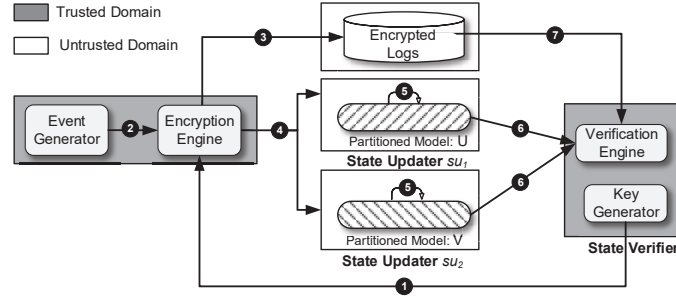 Trusted Domain
Untrusted Domain
3
Encrypted
Logs
7
Event
Generator
2
Encryption
Engine
4
5
Partitioned Model: U
State Updater su1
6
Verification
Engine
5
Partitioned Model: V
State Updater su2
6
Key
Generator
State Verifier
1